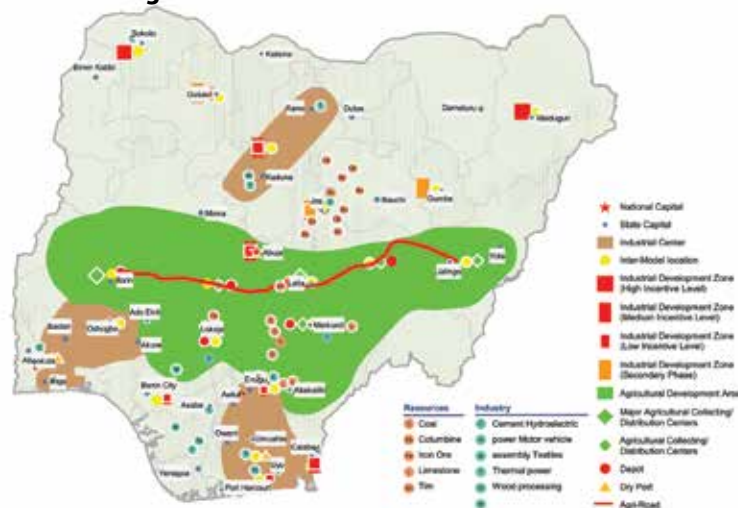 Sokoto
Katsina
Birnin Kebbi
Gusau
Kano
Dutse
Damaturu
Maiduguri
Kaduna
Jos
Bauchi
Gombe
Minna
Abuja
Yola
Jalingo
Ilorin
Lafia
Ado Ekiti
Lokoja
Makurdi
Ibadan
Oshogbo
Akure
Abeokuta
Ikeja
Benin City
Enugu
Abakaliki
Asaba
Awka
Owerri
Umuahia
Calabar
Uyo
Yenagoa
Port Harcourt
National Capital
State Capital
Industrial Center
Inter-Model location
Industrial Development Zone
(High Incentive Level)
Industrial Development Zone
(Medium Incentive Level)
Industrial Development Zone
(Low Incentive Level)
Industrial Development Zone
(Secondary Phase)
Agricultural Development Area
Major Agricultural Collecting/
Distribution Centers
Agricultural Collecting/
Distribution Centers
Depot
Dry Port
Agri-Road
Resources
Coal
Columbine
Iron Ore
Limestone
Tin
Industry
Cement Hydroelectric
power Motor vehicle
assembly Textiles
Thermal power
Wood processing